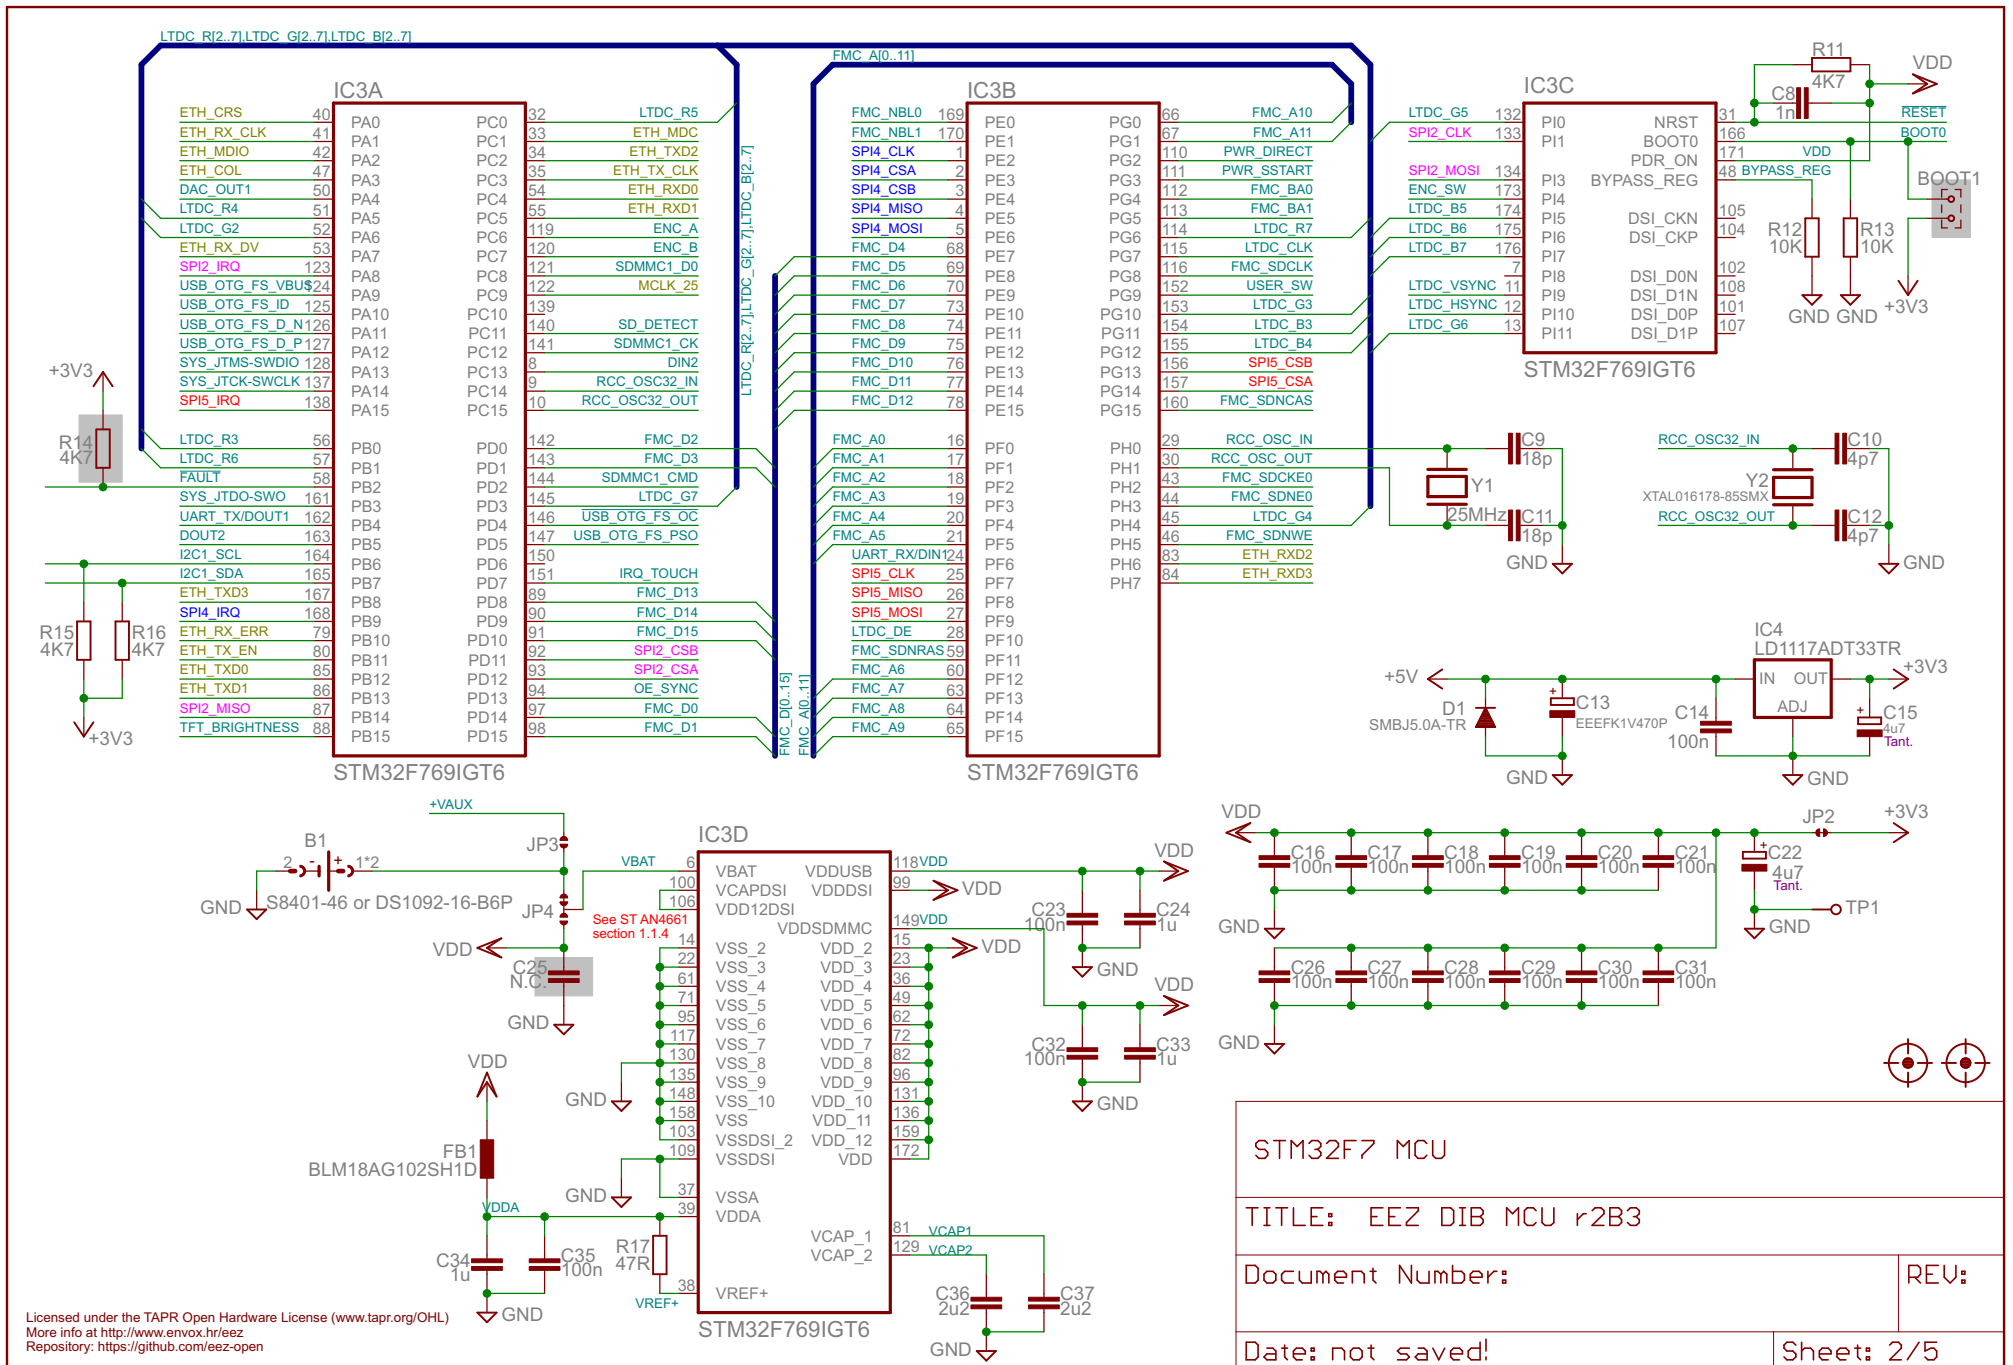 LTDC_R[2..7],LTDC_G[2..7],LTDC_B[2..7]
FMC_A[0..11]
IC3A
ETH_CRS 40 PA0 PC0 32 LTDC_R5
ETH_RX_CLK 41 PA1 PC1 33 ETH_MDC
ETH_MDIO 42 PA2 PC2 34 ETH_TXD2
ETH_COL 47 PA3 PC3 35 ETH_TX_CLK
DAC_OUT1 50 PA4 PC4 54 ETH_RXD0
LTDC_R4 51 PA5 PC5 55 ETH_RXD1
LTDC_G2 52 PA6 PC6 119 ENC_A
ETH_RX_DV 53 PA7 PC7 120 ENC_B
SPI2_IRQ 123 PA8 PC8 121 SDMMC1_D0
USB_OTG_FS_VBUS 124 PA9 PC9 122 MCLK_25
USB_OTG_FS_ID 125 PA10 PC10 139
USB_OTG_FS_D_N 126 PA11 PC11 140 SD_DETECT
USB_OTG_FS_D_P 127 PA12 PC12 141 SDMMC1_CK
SYS_JTMS-SWDIO 128 PA13 PC13 8 DIN2
SYS_JTCK-SWCLK 137 PA14 PC14 9 RCC_OSC32_IN
SPI5_IRQ 138 PA15 PC15 10 RCC_OSC32_OUT
LTDC_R3 56 PB0 PD0 142 FMC_D2
LTDC_R6 57 PB1 PD1 143 FMC_D3
FAULT 58 PB2 PD2 144 SDMMC1_CMD
SYS_JTDO-SWO 161 PB3 PD3 145 LTDC_G7
UART_TX/DOUT1 162 PB4 PD4 146 USB_OTG_FS_OC
DOUT2 163 PB5 PD5 147 USB_OTG_FS_PSO
I2C1_SCL 164 PB6 PD6 150
I2C1_SDA 165 PB7 PD7 151 IRQ_TOUCH
ETH_TXD3 167 PB8 PD8 89 FMC_D13
SPI4_IRQ 168 PB9 PD9 90 FMC_D14
ETH_RX_ERR 79 PB10 PD10 91 FMC_D15
ETH_TX_EN 80 PB11 PD11 92 SPI2_CSB
ETH_TXD0 85 PB12 PD12 93 SPI2_CSA
ETH_TXD1 86 PB13 PD13 94 OE_SYNC
SPI2_MISO 87 PB14 PD14 97 FMC_D0
TFT_BRIGHTNESS 88 PB15 PD15 98 FMC_D1
STM32F769IGT6
LTDC_R[2..7],LTDC_G[2..7],LTDC_B[2..7]
FMC_D[0..15]
FMC_A[0..11]
+3V3
R14
4K7
R15
4K7
R16
4K7
+3V3
IC3B
FMC_NBL0 169 PE0 PG0 66 FMC_A10
FMC_NBL1 170 PE1 PG1 67 FMC_A11
SPI4_CLK 1 PE2 PG2 110 PWR_DIRECT
SPI4_CSA 2 PE3 PG3 111 PWR_SSTART
SPI4_CSB 3 PE4 PG4 112 FMC_BA0
SPI4_MISO 4 PE5 PG5 113 FMC_BA1
SPI4_MOSI 5 PE6 PG6 114 LTDC_R7
FMC_D4 68 PE7 PG7 115 LTDC_CLK
FMC_D5 69 PE8 PG8 116 FMC_SDCLK
FMC_D6 70 PE9 PG9 152 USER_SW
FMC_D7 73 PE10 PG10 153 LTDC_G3
FMC_D8 74 PE11 PG11 154 LTDC_B3
FMC_D9 75 PE12 PG12 155 LTDC_B4
FMC_D10 76 PE13 PG13 156 SPI5_CSB
FMC_D11 77 PE14 PG14 157 SPI5_CSA
FMC_D12 78 PE15 PG15 160 FMC_SDNCAS
FMC_A0 16 PF0 PH0 29 RCC_OSC_IN
FMC_A1 17 PF1 PH1 30 RCC_OSC_OUT
FMC_A2 18 PF2 PH2 43 FMC_SDCKE0
FMC_A3 19 PF3 PH3 44 FMC_SDNE0
FMC_A4 20 PF4 PH4 45 LTDC_G4
FMC_A5 21 PF5 PH5 46 FMC_SDNWE
UART_RX/DIN1 24 PF6 PH6 83 ETH_RXD2
SPI5_CLK 25 PF7 PH7 84 ETH_RXD3
SPI5_MISO 26 PF8
SPI5_MOSI 27 PF9
LTDC_DE 28 PF10
FMC_SDNRAS 59 PF11
FMC_A6 60 PF12
FMC_A7 63 PF13
FMC_A8 64 PF14
FMC_A9 65 PF15
STM32F769IGT6
IC3C
LTDC_G5 132 PI0 NRST 31 RESET
SPI2_CLK 133 PI1 BOOT0 166 BOOT0
PDR_ON 171 VDD
SPI2_MOSI 134 PI3 BYPASS_REG 48 BYPASS_REG
ENC_SW 173 PI4
LTDC_B5 174 PI5 DSI_CKN 105
LTDC_B6 175 PI6 DSI_CKP 104
LTDC_B7 176 PI7
7 PI8 DSI_D0N 102
LTDC_VSYNC 11 PI9 DSI_D1N 108
LTDC_HSYNC 12 PI10 DSI_D0P 101
LTDC_G6 13 PI11 DSI_D1P 107
STM32F769IGT6
R11
4K7
C8
1n
VDD
BOOT1
R12
10K
R13
10K
GND GND +3V3
Y1
25MHz
C9
18p
C11
18p
GND
RCC_OSC32_IN
RCC_OSC32_OUT
Y2
XTAL016178-85SMX
C10
4p7
C12
4p7
GND
+5V
D1
SMBJ5.0A-TR
C13
EEEFK1V470P
GND
C14
100n
IC4
LD1117ADT33TR
IN OUT
ADJ
+3V3
C15
4u7
Tant.
GND
+VAUX
JP3
B1
2 - + 1*2
S8401-46 or DS1092-16-B6P
GND
JP4
VDD
C25
N.C.
GND
See ST AN4661
section 1.1.4
IC3D
VBAT 6 VBAT VDDUSB 118 VDD
100 VCAPDSI VDDDSI 99 VDD
106 VDD12DSI
VDDSDMMC 149 VDD
14 VSS_2 VDD_2 15 VDD
22 VSS_3 VDD_3 23
61 VSS_4 VDD_4 36
71 VSS_5 VDD_5 49
95 VSS_6 VDD_6 62
117 VSS_7 VDD_7 72
130 VSS_8 VDD_8 82
135 VSS_9 VDD_9 96
148 VSS_10 VDD_10 131
158 VSS VDD_11 136
103 VSSDSI_2 VDD_12 159
109 VSSDSI VDD 172
37 VSSA
39 VDDA
VCAP_1 81 VCAP1
VCAP_2 129 VCAP2
38 VREF+
VREF+
STM32F769IGT6
GND
GND
VDD
FB1
BLM18AG102SH1D
VDDA
C34
1u
C35
100n
GND
R17
47R
C36
2u2
C37
2u2
GND
VDD
C23
100n
C24
1u
GND
VDD
C32
100n
C33
1u
GND
VDD
JP2
+3V3
C16
100n
C17
100n
C18
100n
C19
100n
C20
100n
C21
100n
C22
4u7
Tant.
TP1
GND
GND
C26
100n
C27
100n
C28
100n
C29
100n
C30
100n
C31
100n
GND
STM32F7 MCU
TITLE: EEZ DIB MCU r2B3
Document Number:
REV:
Date: not saved!
Sheet: 2/5
Licensed under the TAPR Open Hardware License (www.tapr.org/OHL)
More info at http://www.envox.hr/eez
Repository: https://github.com/eez-open